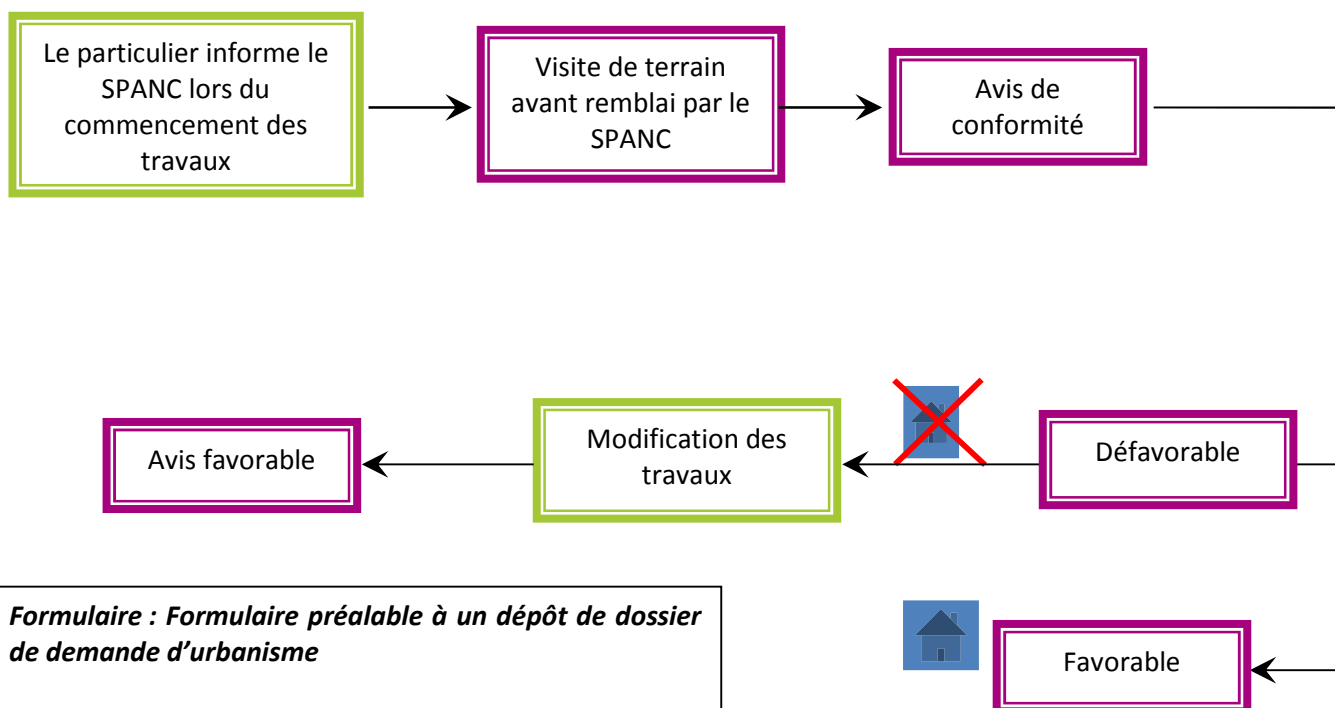 Le particulier informe le
SPANC lors du
commencement des
travaux
Visite de terrain
avant remblai par le
SPANC
Avis de
conformité
Avis favorable
Modification des
travaux
Défavorable
Formulaire : Formulaire préalable à un dépôt de dossier
de demande d’urbanisme
Favorable